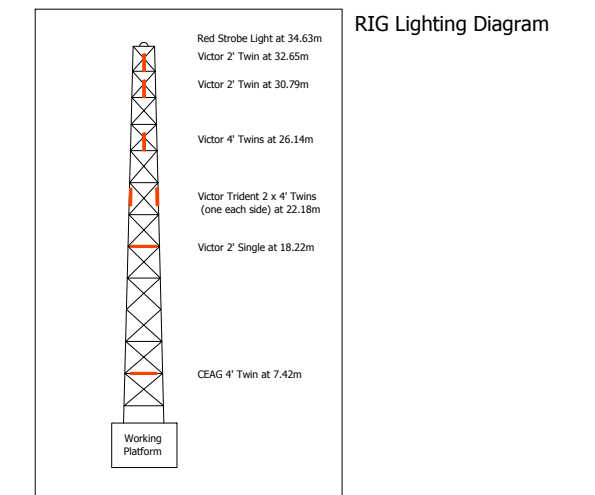 RIG Lighting Diagram
Red Strobe Light at 34.63m
Victor 2' Twin at 32.65m
Victor 2' Twin at 30.79m
Victor 4' Twins at 26.14m
Victor Trident 2 x 4' Twins
(one each side) at 22.18m
Victor 2' Single at 18.22m
CEAG 4' Twin at 7.42m
Working
Platform